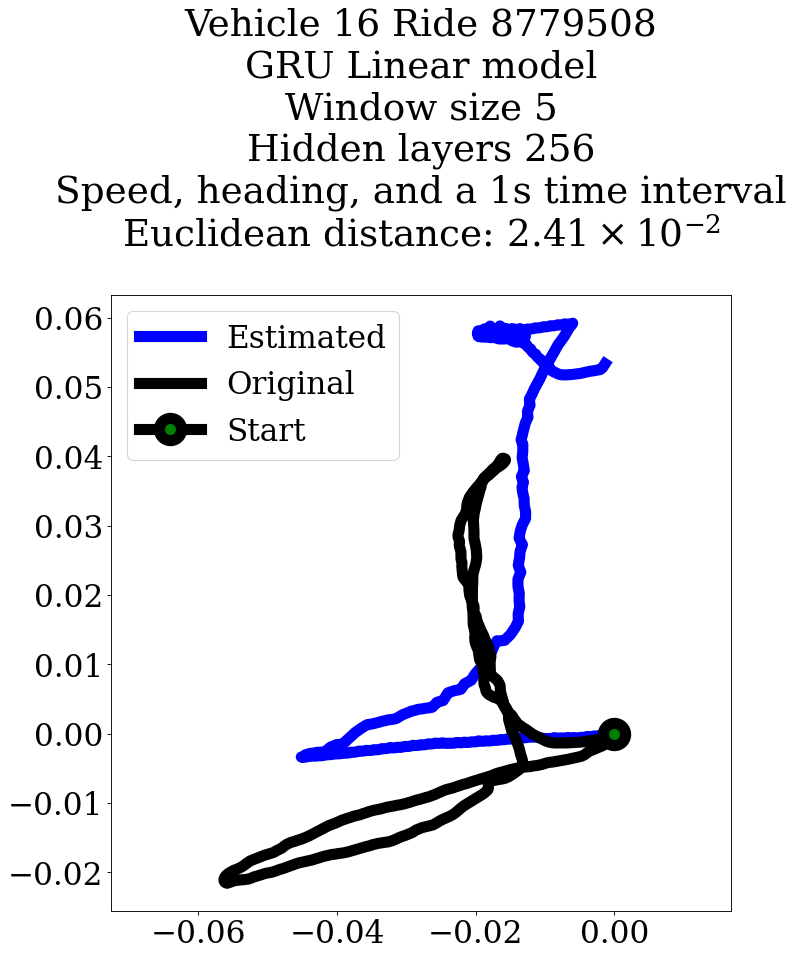 Vehicle 16 Ride 8779508
GRU Linear model
Window size 5
Hidden layers 256
Speed, heading, and a 1s time interval
Euclidean distance: 2.41 × 10⁻²
Estimated
Original
Start
0.06
0.05
0.04
0.03
0.02
0.01
0.00
−0.01
−0.02
−0.06 −0.04 −0.02 0.00